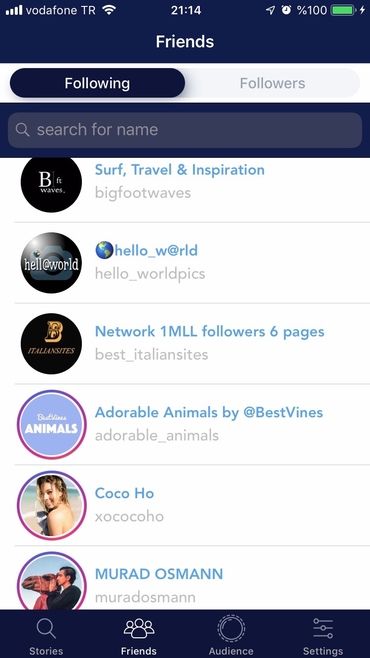 vodafone TR 21:14 %100
Friends
Following Followers
search for name
B|ft
waves.
Surf, Travel & Inspiration
bigfootwaves
hell@world
🌎hello_w@rld
hello_worldpics
B
ITALIANSITES
Network 1MLL followers 6 pages
best_italiansites
BestVines
ANIMALS
Adorable Animals by @BestVines
adorable_animals
Coco Ho
xococoho
MURAD OSMANN
muradosmann
Stories Friends Audience Settings